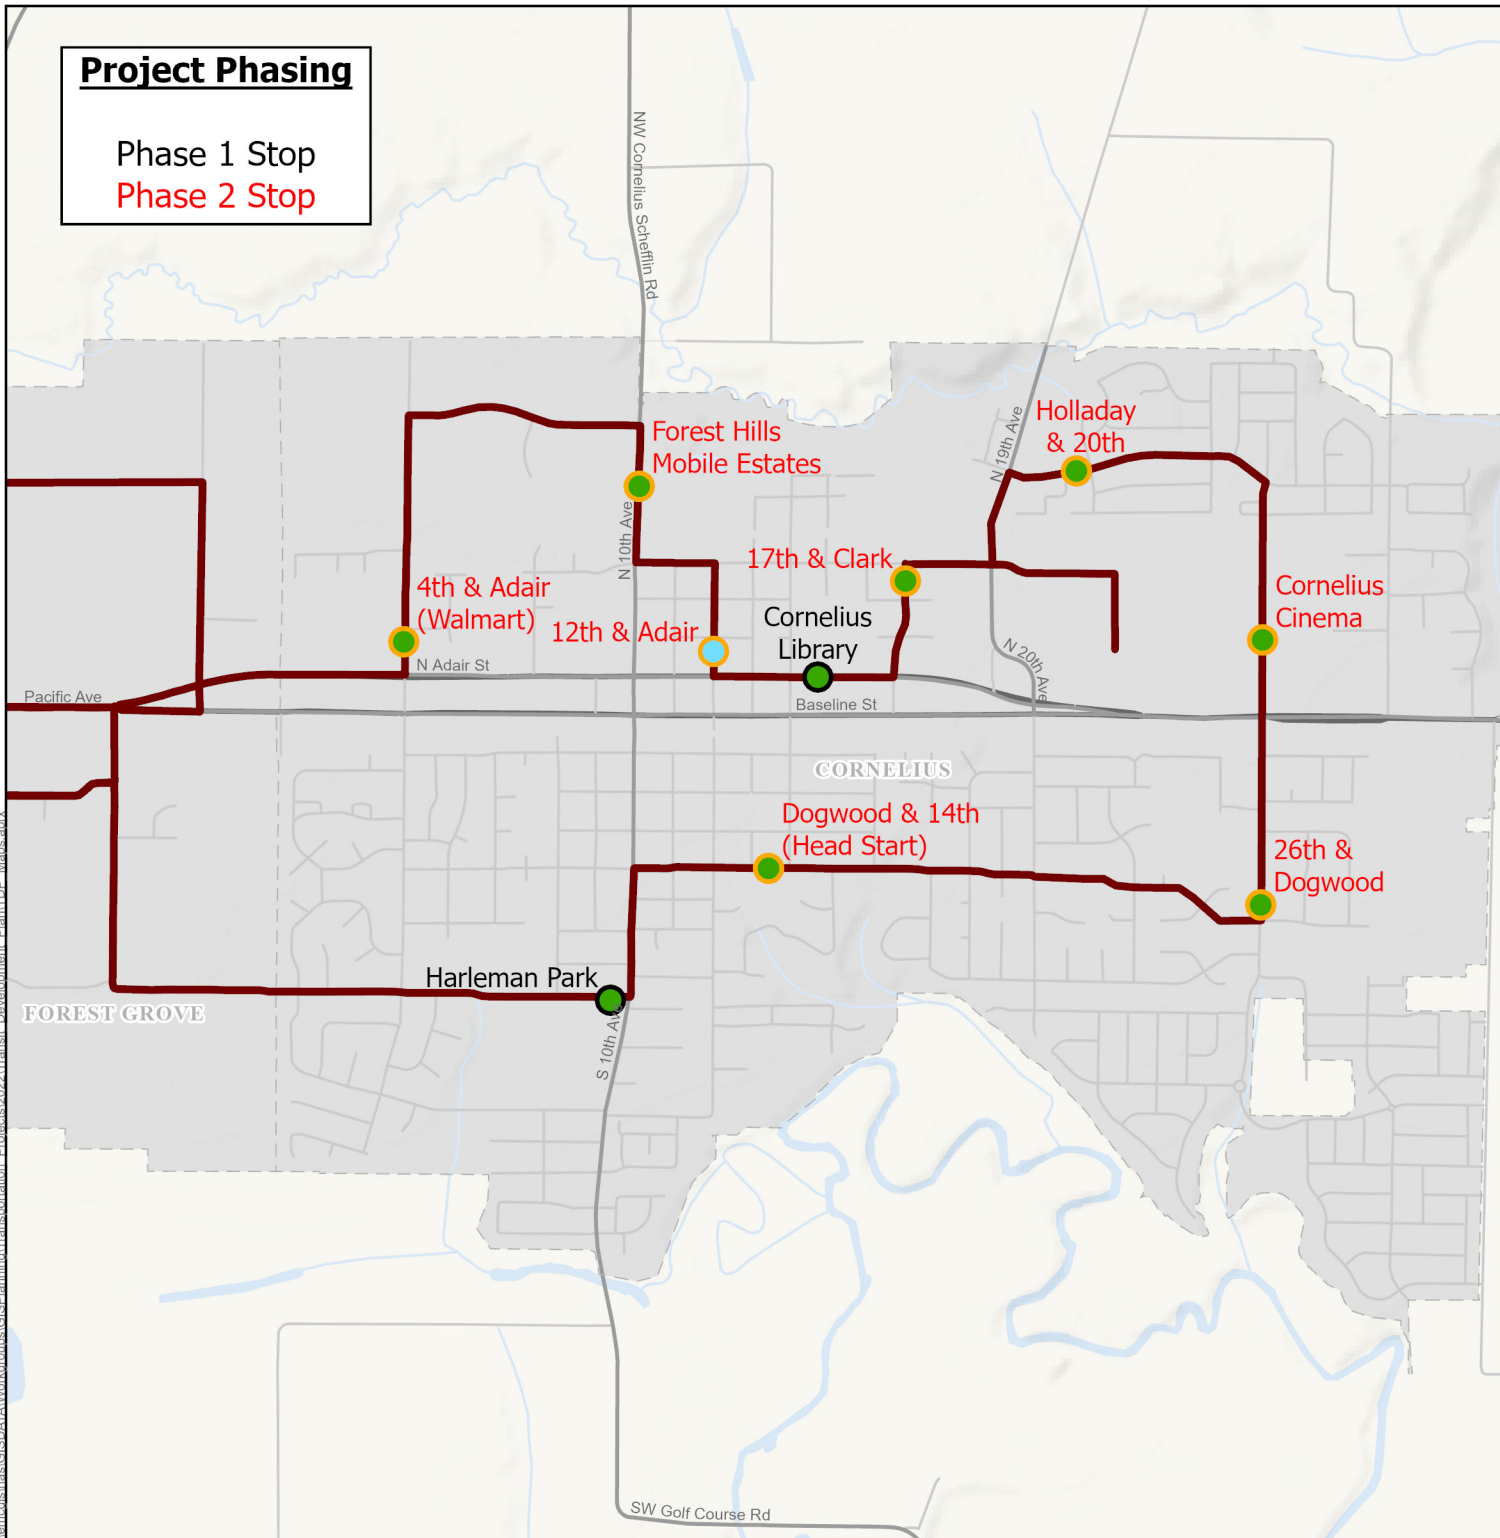 Project Phasing
Phase 1 Stop
Phase 2 Stop
NW Cornelius Schefflin Rd
Holladay
& 20th
N 19th Ave
Forest Hills
Mobile Estates
N 10th Ave
17th & Clark
4th & Adair
(Walmart)
12th & Adair
Cornelius
Library
Cornelius
Cinema
N Adair St
N 20th Ave
Pacific Ave
Baseline St
CORNELIUS
Dogwood & 14th
(Head Start)
26th &
Dogwood
Harleman Park
FOREST GROVE
S 10th Ave
SW Golf Course Rd